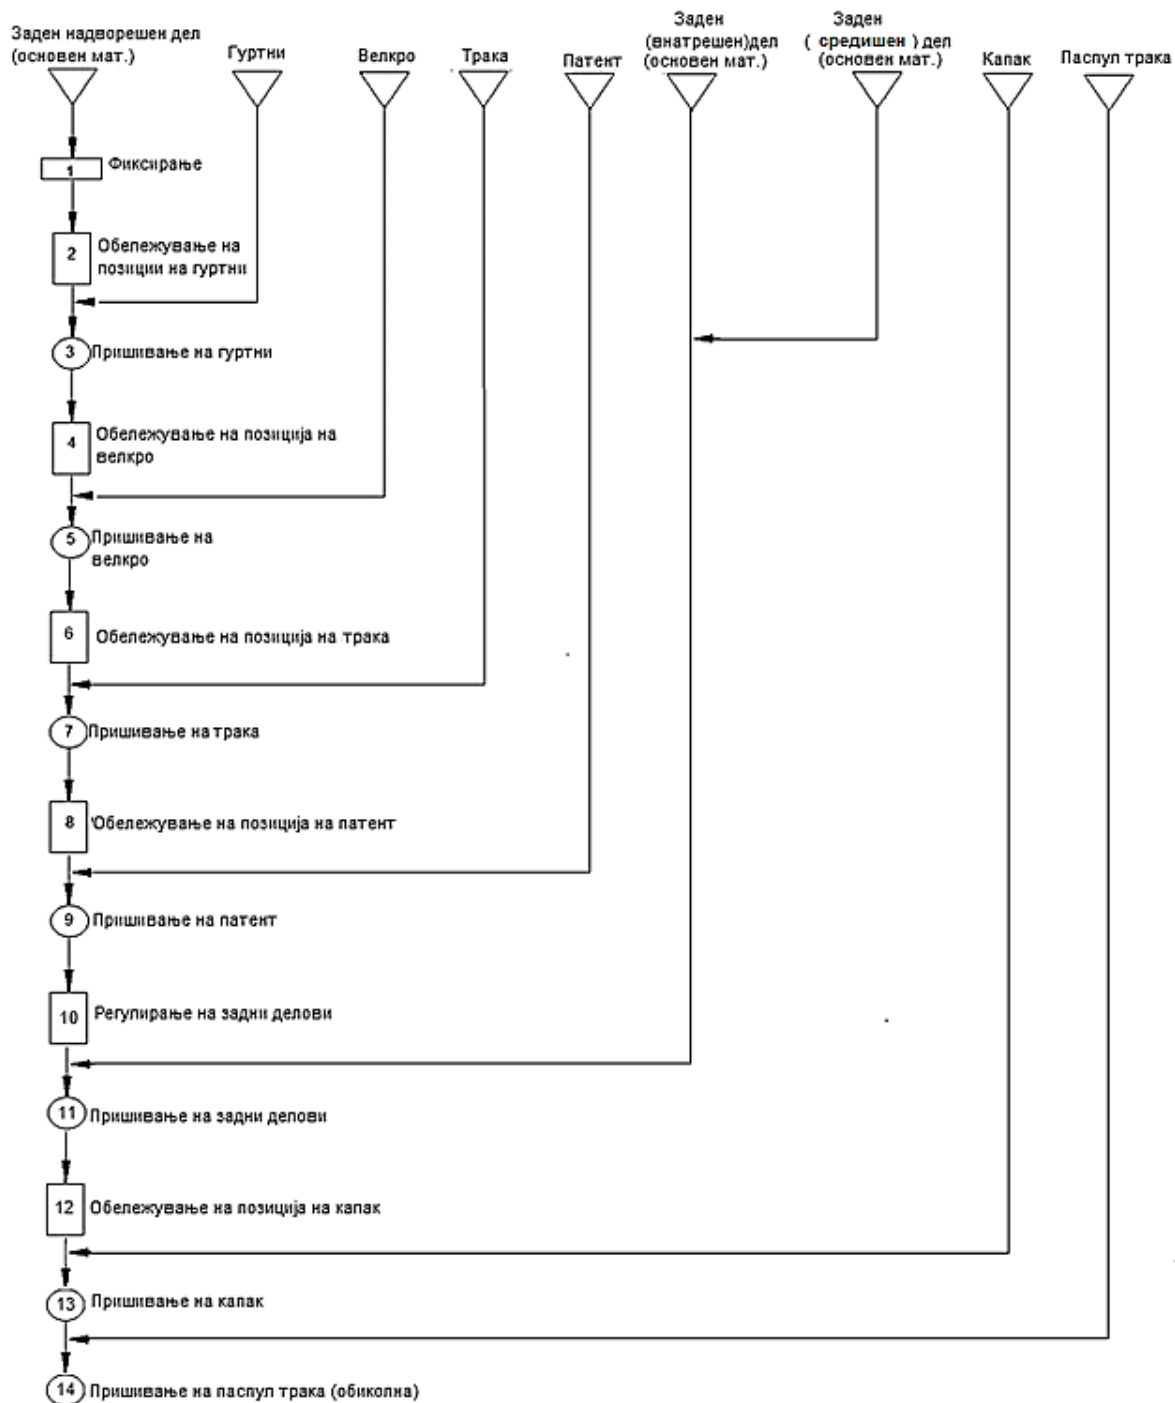 Заден надворешен дел
(основен мат.)
Гуртни
Велкро
Трака
Патент
Заден
(внатрешен)дел
(основен мат.)
Заден
( средишен ) дел
(основен мат.)
Капак
Паспул трака
1
Фиксирање
2
Обележување на
позиции на гуртни
3
Пришивање на гуртни
4
Обележување на позиција на
велкро
5
Пришивање на
велкро
6
Обележување на позиција на трака
7
Пришивање на трака
8
Обележување на позиција на патент
9
Пришивање на патент
10
Регулирање на задни делови
11
Пришивање на задни делови
12
Обележување на позиција на капак
13
Пришивање на капак
14
Пришивање на паспул трака (обиколна)